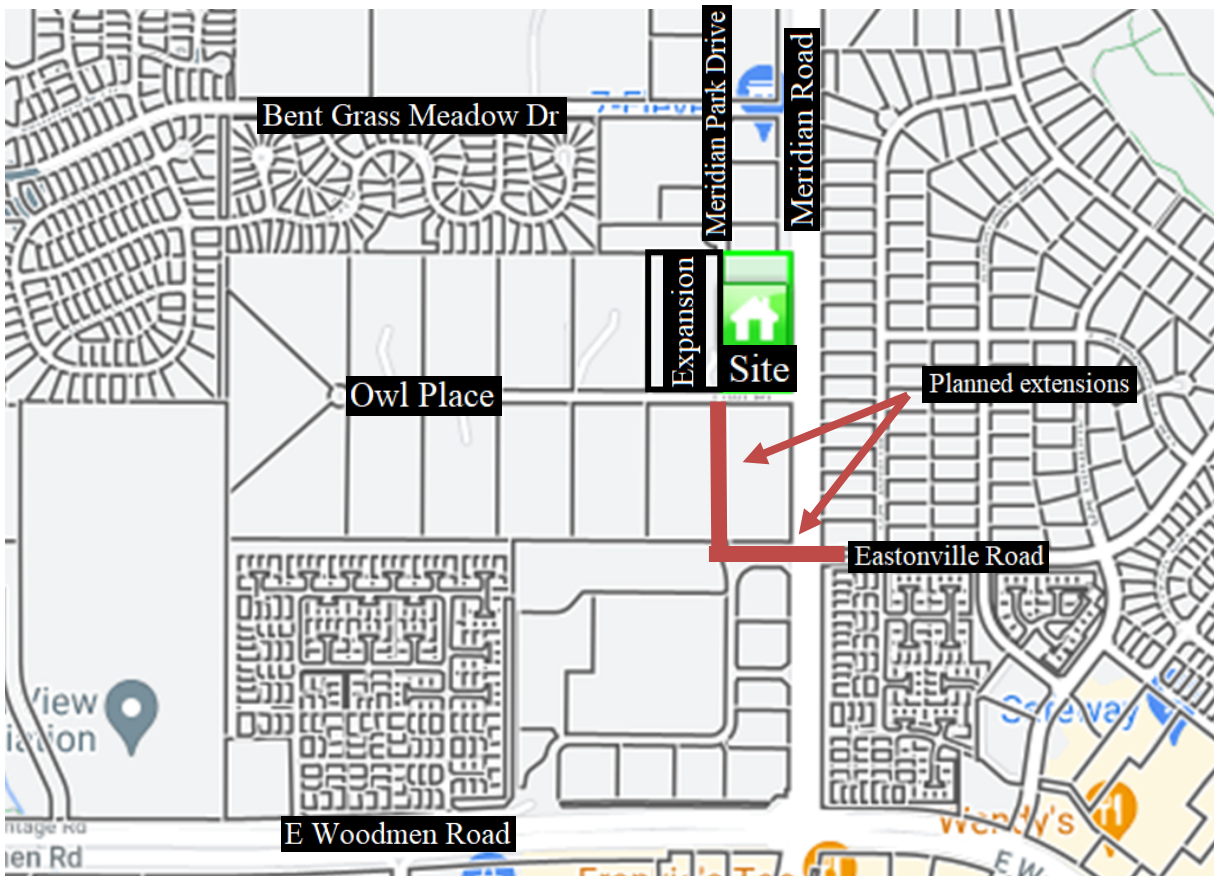 Meridian Park Drive
Meridian Road
Bent Grass Meadow Dr
Expansion
Site
Planned extensions
Owl Place
Eastonville Road
View
Safeway
Wendy's
E Woodmen Road
E W